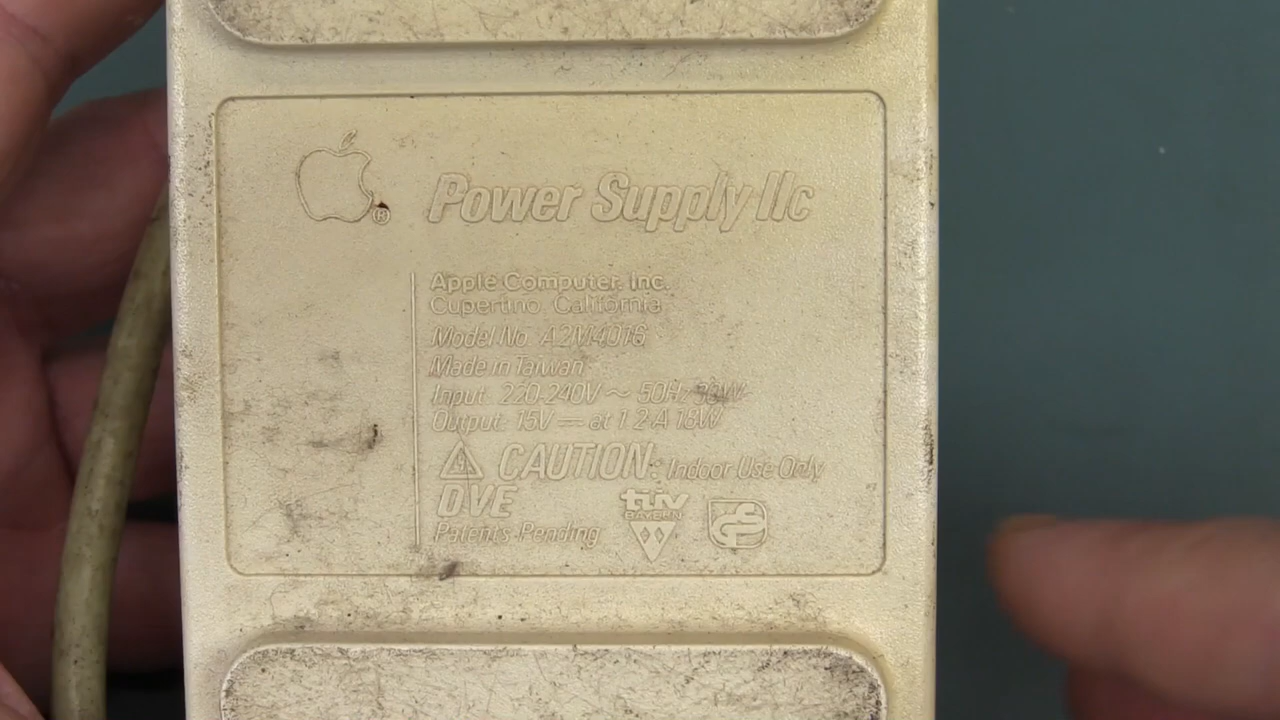 ®
Power Supply IIc
Apple Computer, Inc.
Cupertino, California
Model No. A2M4016
Made in Taiwan
Input: 220-240V ~ 50Hz 30W
Output: 15V ⎓ at 1.2-A 18W
CAUTION: Indoor Use Only
OVE
tüv
BAYERN
Patents Pending